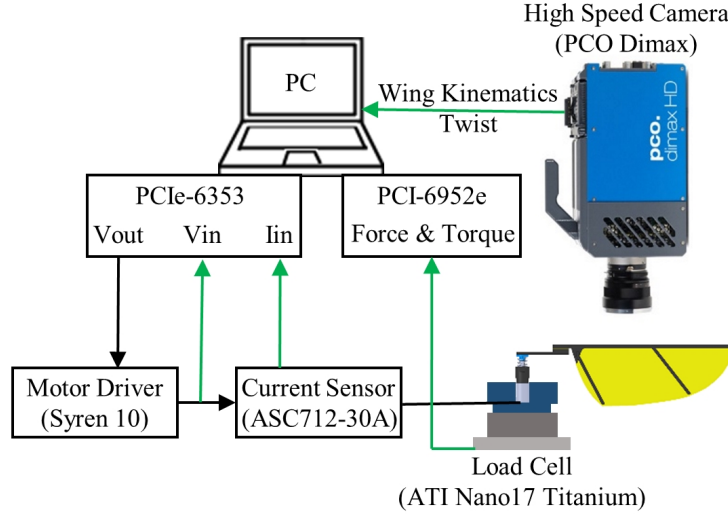 High Speed Camera
(PCO Dimax)
PC
Wing Kinematics
Twist
pco.
dimax HD
PCIe-6353
Vout Vin Iin
PCI-6952e
Force & Torque
Motor Driver
(Syren 10)
Current Sensor
(ASC712-30A)
Load Cell
(ATI Nano17 Titanium)